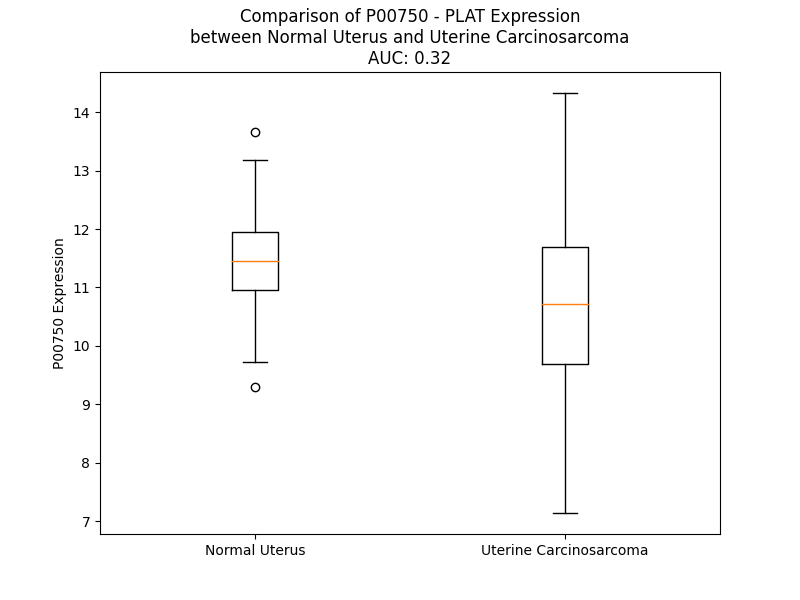 Comparison of P00750 - PLAT Expression
between Normal Uterus and Uterine Carcinosarcoma
AUC: 0.32
14
13
12
11
10
9
8
7
P00750 Expression
Normal Uterus
Uterine Carcinosarcoma